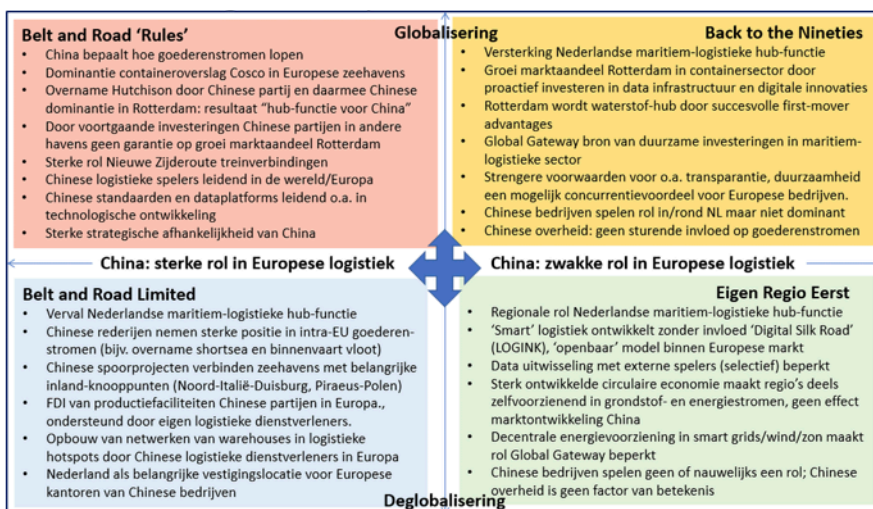 Globalisering
Belt and Road ‘Rules’
• China bepaalt hoe goederenstromen lopen
• Dominantie containeroverslag Cosco in Europese zeehavens
• Overname Hutchison door Chinese partij en daarmee Chinese
dominantie in Rotterdam: resultaat “hub-functie voor China”
• Door voortgaande investeringen Chinese partijen in andere
havens geen garantie op groei marktaandeel Rotterdam
• Sterke rol Nieuwe Zijderoute treinverbindingen
• Chinese logistieke spelers leidend in de wereld/Europa
• Chinese standaarden en dataplatforms leidend o.a. in
technologische ontwikkeling
• Sterke strategische afhankelijkheid van China
Back to the Nineties
• Versterking Nederlandse maritiem-logistieke hub-functie
• Groei marktaandeel Rotterdam in containersector door
proactief investeren in data infrastructuur en digitale innovaties
• Rotterdam wordt waterstof-hub door succesvolle first-mover
advantages
• Global Gateway bron van duurzame investeringen in maritiem-
logistieke sector
• Strengere voorwaarden voor o.a. transparantie, duurzaamheid
een mogelijk concurrentievoordeel voor Europese bedrijven.
• Chinese bedrijven spelen rol in/rond NL maar niet dominant
• Chinese overheid: geen sturende invloed op goederenstromen
China: sterke rol in Europese logistiek
China: zwakke rol in Europese logistiek
Belt and Road Limited
• Verval Nederlandse maritiem-logistieke hub-functie
• Chinese rederijen nemen sterke positie in intra-EU goederen-
stromen (bijv. overname shortsea en binnenvaart vloot)
• Chinese spoorprojecten verbinden zeehavens met belangrijke
inland-knooppunten (Noord-Italië-Duisburg, Piraeus-Polen)
• FDI van productiefaciliteiten Chinese partijen in Europa.,
ondersteund door eigen logistieke dienstverleners.
• Opbouw van netwerken van warehouses in logistieke
hotspots door Chinese logistieke dienstverleners in Europa
• Nederland als belangrijke vestigingslocatie voor Europese
kantoren van Chinese bedrijven
Eigen Regio Eerst
• Regionale rol Nederlandse maritiem-logistieke hub-functie
• ‘Smart’ logistiek ontwikkelt zonder invloed ‘Digital Silk Road’
(LOGINK), ‘openbaar’ model binnen Europese markt
• Data uitwisseling met externe spelers (selectief) beperkt
• Sterk ontwikkelde circulaire economie maakt regio’s deels
zelfvoorzienend in grondstof- en energiestromen, geen effect
marktontwikkeling China
• Decentrale energievoorziening in smart grids/wind/zon maakt
rol Global Gateway beperkt
• Chinese bedrijven spelen geen of nauwelijks een rol; Chinese
overheid is geen factor van betekenis
Deglobalisering